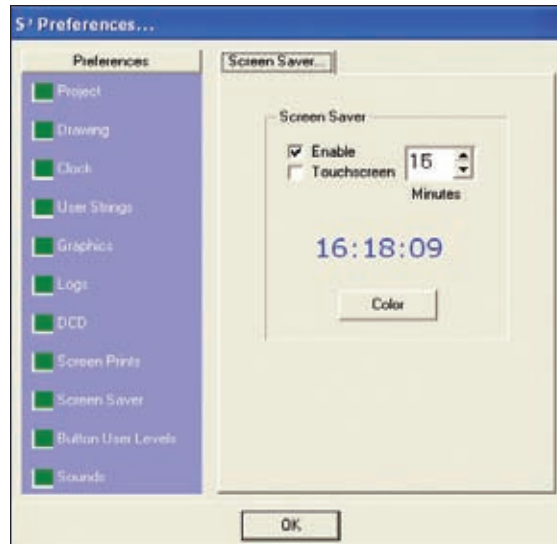 S' Preferences...
Preferences
Project
Drawing
Clock
User Strings
Graphics
Logs
DCD
Screen Prints
Screen Saver
Button User Levels
Sounds
Screen Saver...
Screen Saver
Enable
Touchscreen
15
Minutes
16:18:09
Color
OK